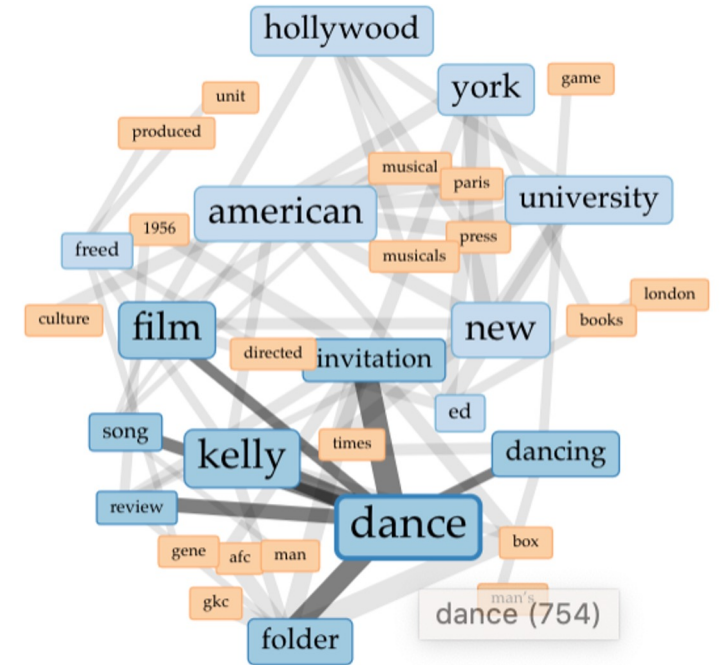 hollywood
york
game
unit
produced
musical
paris
university
american
1956
press
freed
musicals
london
culture
film
new
books
directed
invitation
ed
song
times
kelly
dancing
review
dance
box
gene
afc
man
man's
gkc
dance (754)
folder